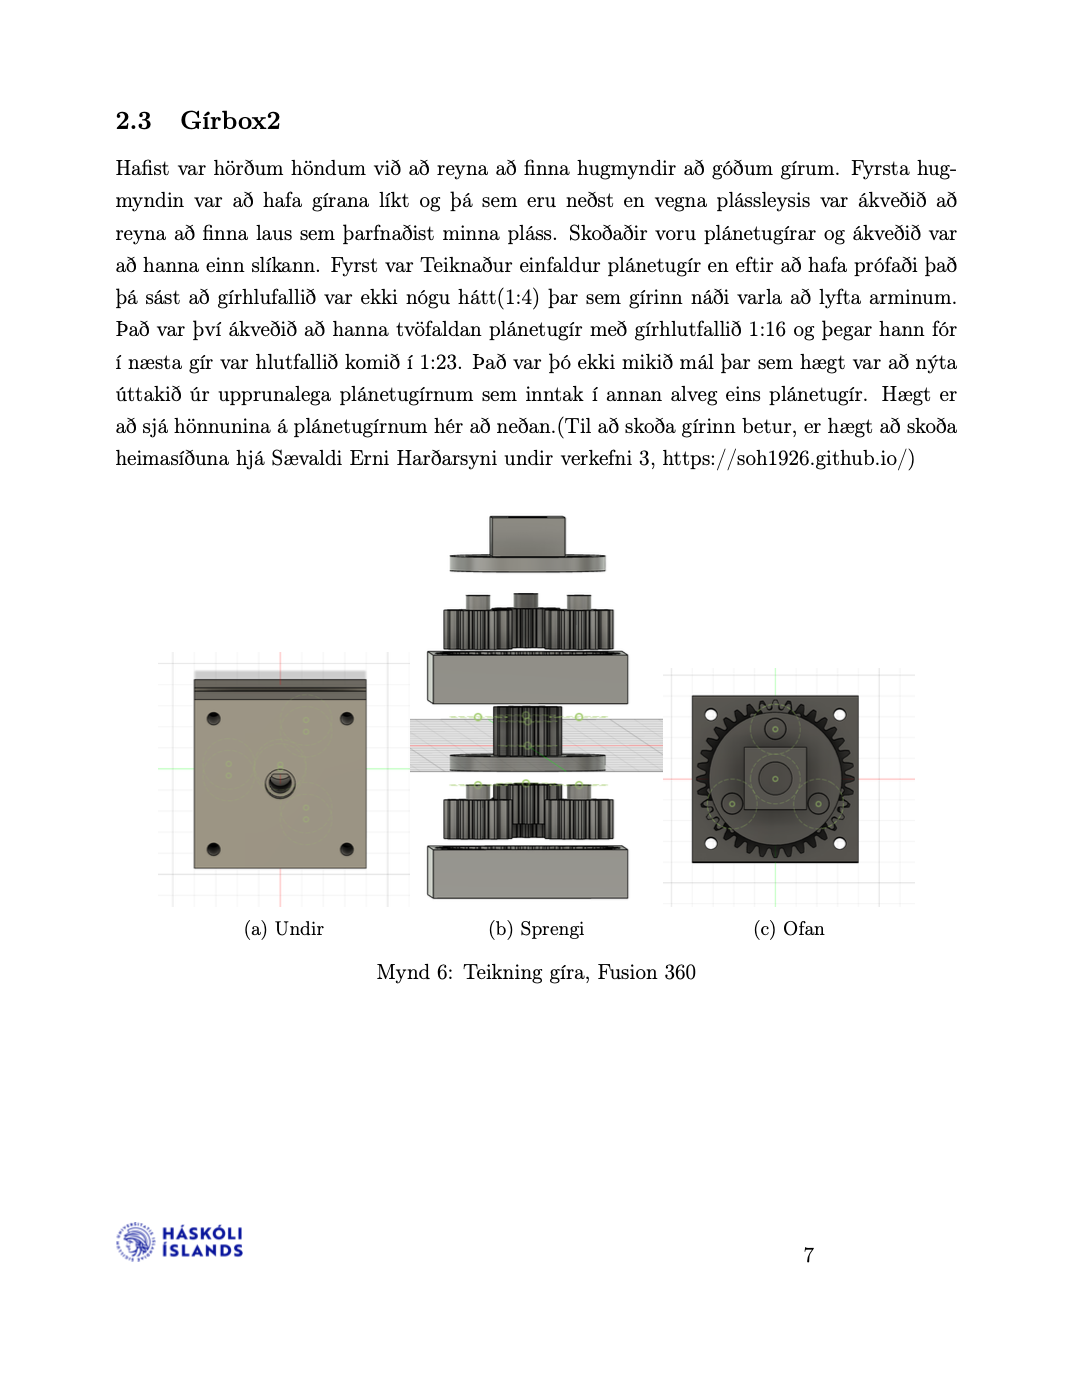 2.3 Gírbox2
Hafist var hörðum höndum við að reyna að finna hugmyndir að góðum gírum. Fyrsta hug-
myndin var að hafa gírana líkt og þá sem eru neðst en vegna plássleysis var ákveðið að
reyna að finna laus sem þarfnaðist minna pláss. Skoðaðir voru plánetugírar og ákveðið var
að hanna einn slíkann. Fyrst var Teiknaður einfaldur plánetugír en eftir að hafa prófaði það
þá sást að gírhlufallið var ekki nógu hátt(1:4) þar sem gírinn náði varla að lyfta arminum.
Það var því ákveðið að hanna tvöfaldan plánetugír með gírhlutfallið 1:16 og þegar hann fór
í næsta gír var hlutfallið komið í 1:23. Það var þó ekki mikið mál þar sem hægt var að nýta
úttakið úr upprunalega plánetugírnum sem inntak í annan alveg eins plánetugír. Hægt er
að sjá hönnunina á plánetugírnum hér að neðan.(Til að skoða gírinn betur, er hægt að skoða
heimasíðuna hjá Sævaldi Erni Harðarsyni undir verkefni 3, https://soh1926.github.io/)
(a) Undir
(b) Sprengi
(c) Ofan
Mynd 6: Teikning gíra, Fusion 360
HÁSKÓLI
ÍSLANDS
7